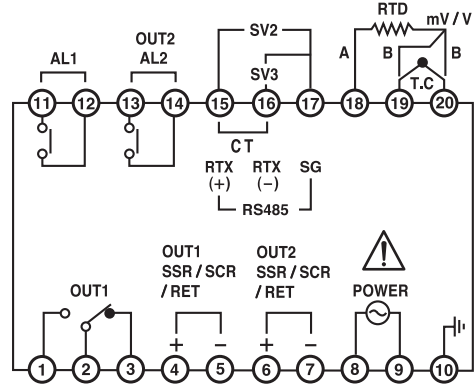 RTD
mV / V
OUT2
SV2
AL1
AL2
A
B
B
SV3
T.C
11
12
13
14
15
16
17
18
19
20
CT
RTX
RTX
SG
(+)
(−)
RS485
OUT1
OUT2
SSR / SCR
SSR / SCR
OUT1
/ RET
/ RET
POWER
+
−
+
−
1
2
3
4
5
6
7
8
9
10